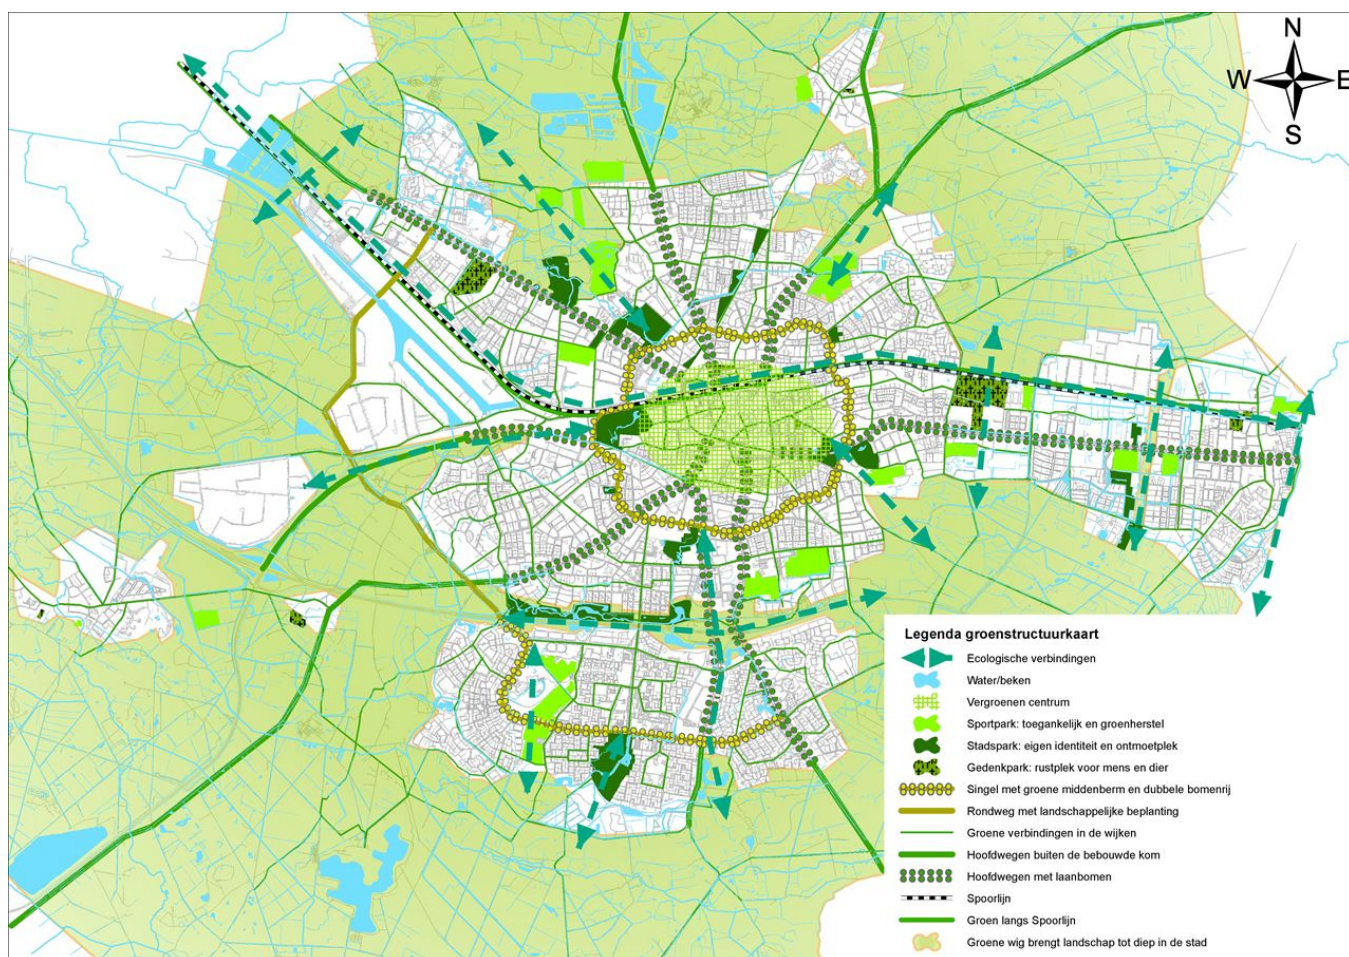 N
W E
S
Legenda groenstructuurkaart
Ecologische verbindingen
Water/beken
Vergroenen centrum
Sportpark: toegankelijk en groenherstel
Stadspark: eigen identiteit en ontmoetplek
Gedenkpark: rustplek voor mens en dier
Singel met groene middenberm en dubbele bomenrij
Rondweg met landschappelijke beplanting
Groene verbindingen in de wijken
Hoofdwegen buiten de bebouwde kom
Hoofdwegen met laanbomen
Spoorlijn
Groen langs Spoorlijn
Groene wig brengt landschap tot diep in de stad